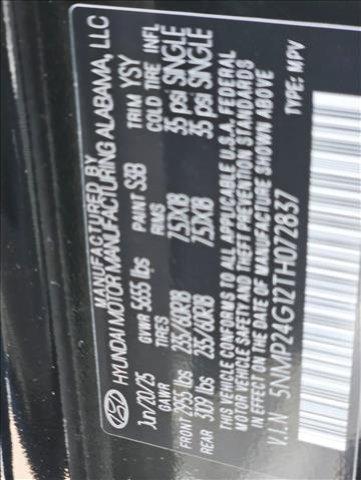 MANUFACTURED BY
HYUNDAI MOTOR MANUFACTURING ALABAMA, LLC
Jun/20/25 GVWR 5655 lbs PAINT S3B TRIM YSY
GAWR TIRES RIMS COLD TIRE INFL
FRONT 2955 lbs 235/60R18 7.5JX18 35 psi SINGLE
REAR 3109 lbs 235/60R18 7.5JX18 35 psi SINGLE
THIS VEHICLE CONFORMS TO ALL APPLICABLE U.S.A. FEDERAL
MOTOR VEHICLE SAFETY AND THEFT PREVENTION
STANDARDS IN EFFECT ON THE DATE OF MANUFACTURE SHOWN ABOVE
V.I.N 5NMP24G12TH072837 TYPE: MPV